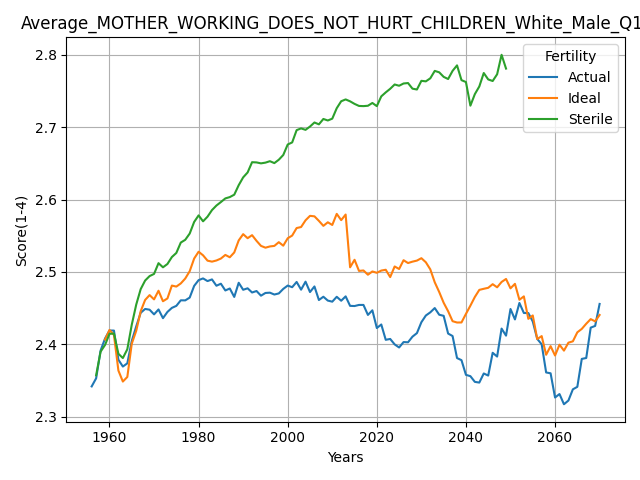 Average_MOTHER_WORKING_DOES_NOT_HURT_CHILDREN_White_Male_Q1
Fertility
Actual
Ideal
Sterile
Score(1-4)
2.8
2.7
2.6
2.5
2.4
2.3
1960 1980 2000 2020 2040 2060
Years